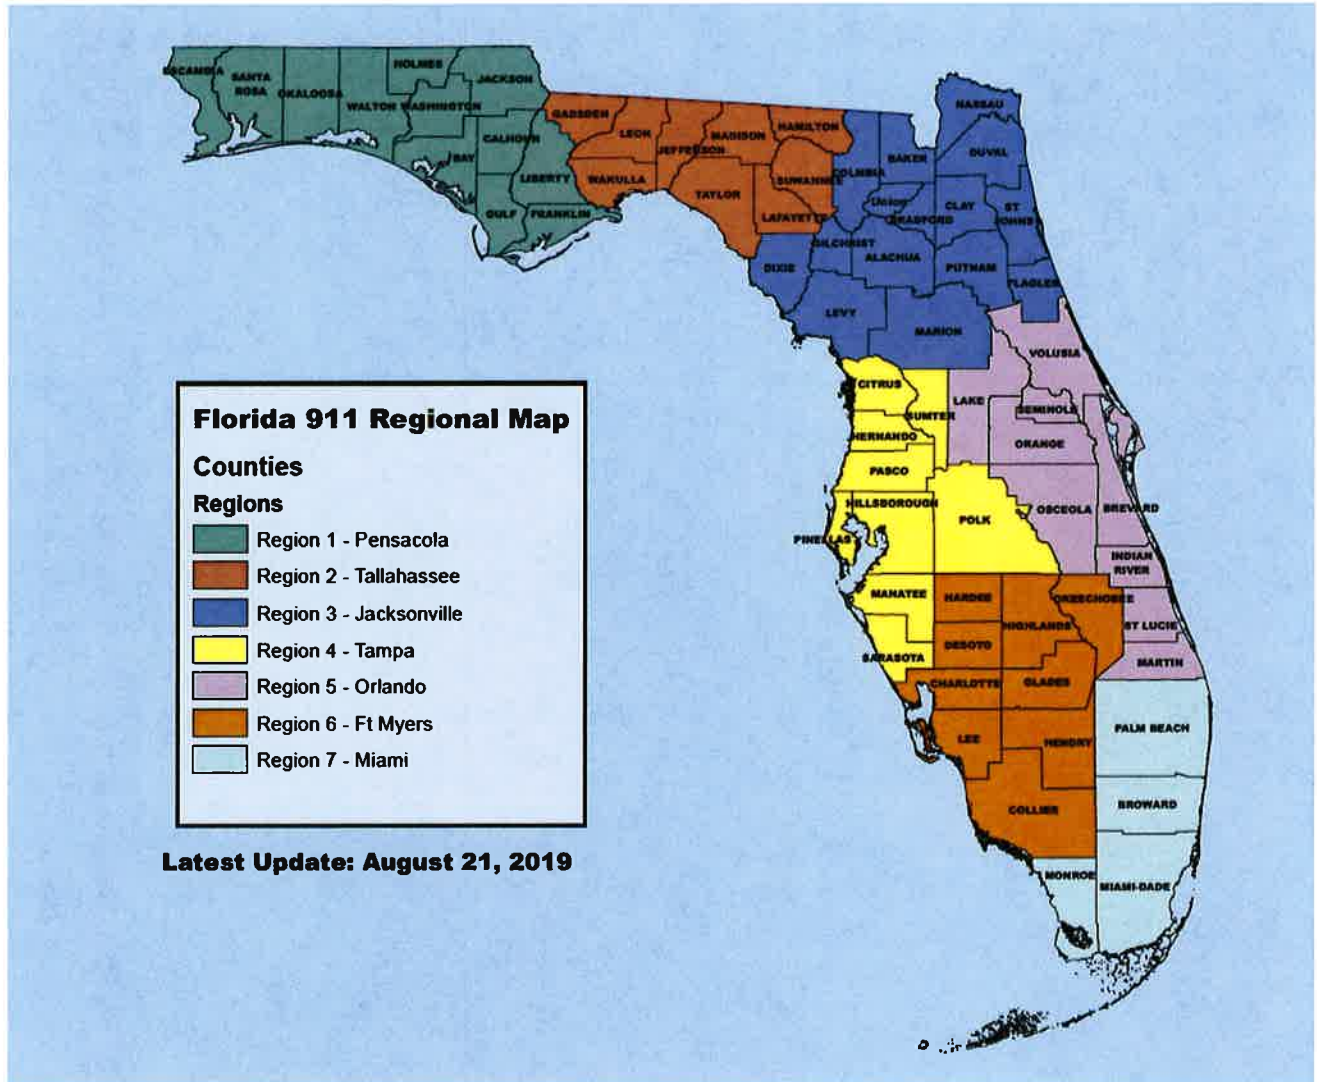 ESCAMBIA
SANTA
ROSA
OKALOOSA
WALTON
HOLMES
WASHINGTON
JACKSON
BAY
CALHOUN
LIBERTY
GULF
FRANKLIN
GADSDEN
LEON
WAKULLA
JEFFERSON
MADISON
TAYLOR
HAMILTON
SUWANNEE
LAFAYETTE
COLMBIA
BAKER
NASSAU
DUVAL
Union
BRADFORD
CLAY
ST
JOHNS
GILCHRIST
ALACHUA
PUTNAM
FLAGLER
DIXIE
LEVY
MARION
VOLUSIA
CITRUS
SUMTER
LAKE
SEMINOLE
HERNANDO
ORANGE
PASCO
HILLSBOROUGH
PINELLAS
POLK
OSCEOLA
BREVARD
INDIAN
RIVER
MANATEE
HARDEE
HIGHLANDS
OKEECHOBEE
ST LUCIE
SARASOTA
DESOTO
MARTIN
CHARLOTTE
GLADES
LEE
HENDRY
PALM BEACH
COLLIER
BROWARD
MONROE
MIAMI-DADE
Florida 911 Regional Map
Counties
Regions
Region 1 - Pensacola
Region 2 - Tallahassee
Region 3 - Jacksonville
Region 4 - Tampa
Region 5 - Orlando
Region 6 - Ft Myers
Region 7 - Miami
Latest Update: August 21, 2019